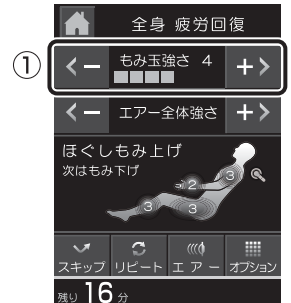 全身 疲労回復
①
< − もみ玉強さ 4 + >
< − エアー全体強さ + >
ほぐしもみ上げ
次はもみ下げ
3
2
3
3
スキップ リピート エアー オプション
残り 16 分